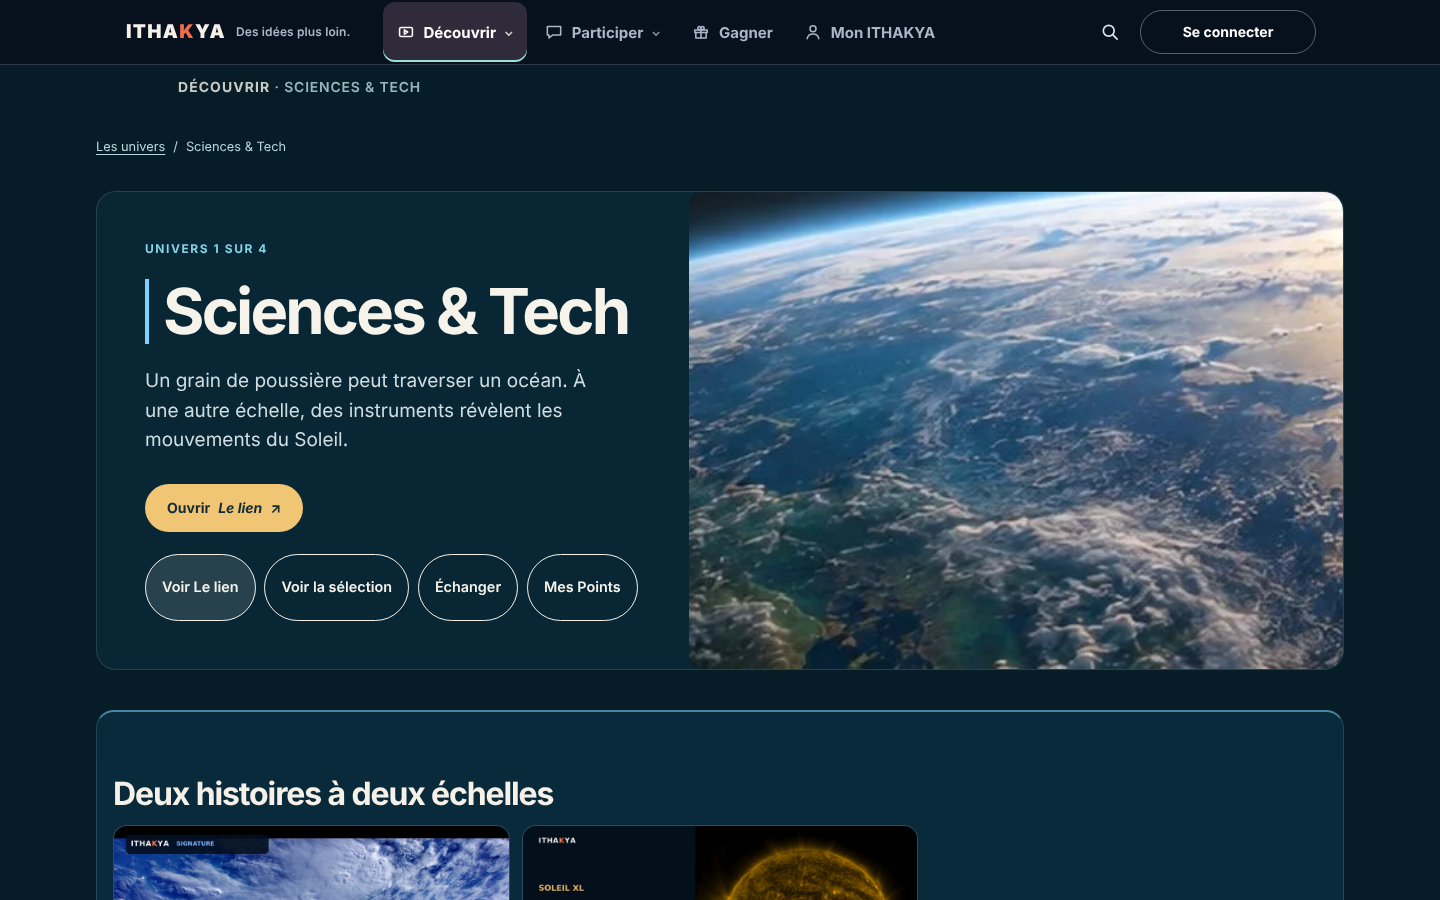 ITHAKYA Des idées plus loin. Découvrir Participer Gagner Mon ITHAKYA Se connecter
DÉCOUVRIR · SCIENCES & TECH
Les univers / Sciences & Tech
UNIVERS 1 SUR 4
Sciences & Tech
Un grain de poussière peut traverser un océan. À
une autre échelle, des instruments révèlent les
mouvements du Soleil.
Ouvrir Le lien
Voir Le lien Voir la sélection Échanger Mes Points
Deux histoires à deux échelles
ITHAKYA SIGNATURE
ITHAKYA
SOLEIL XL